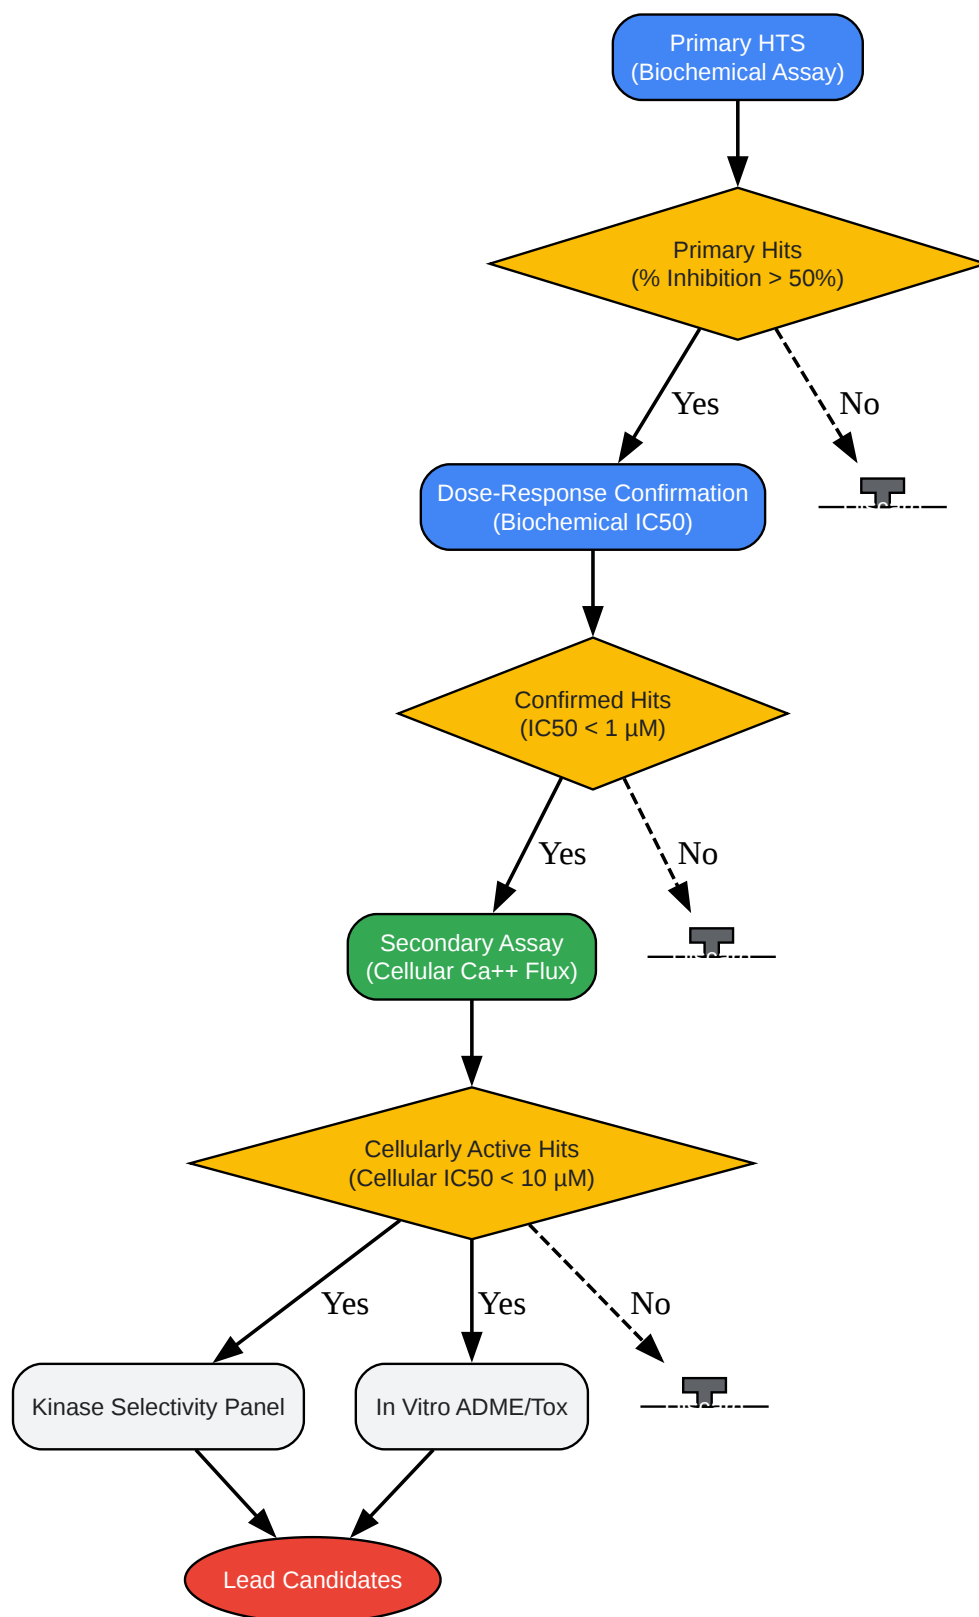 Primary HTS
(Biochemical Assay)
Primary Hits
(% Inhibition > 50%)
Yes
No
Dose-Response Confirmation
(Biochemical IC50)
Confirmed Hits
(IC50 < 1 µM)
Yes
No
Secondary Assay
(Cellular Ca++ Flux)
Cellularly Active Hits
(Cellular IC50 < 10 µM)
Yes
Yes
No
Kinase Selectivity Panel
In Vitro ADME/Tox
Lead Candidates